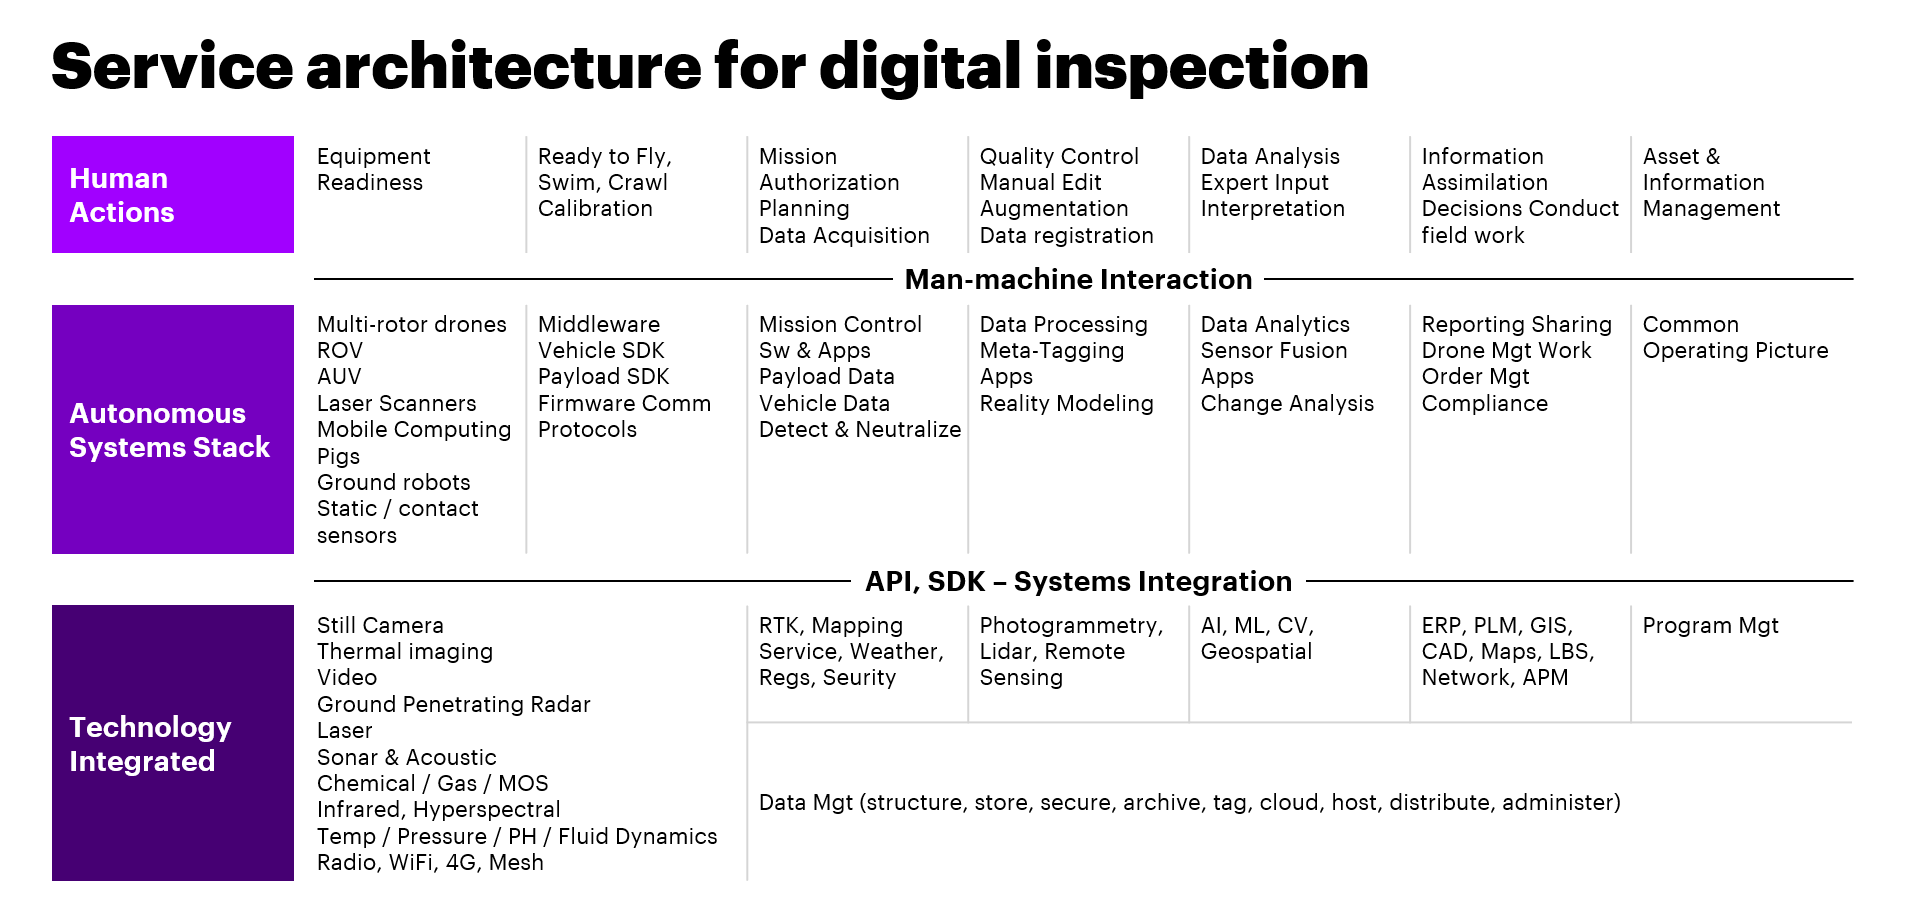 Service architecture for digital inspection
Human
Actions
Equipment
Readiness
Ready to Fly,
Swim, Crawl
Calibration
Mission
Authorization
Planning
Data Acquisition
Quality Control
Manual Edit
Augmentation
Data registration
Data Analysis
Expert Input
Interpretation
Information
Assimilation
Decisions Conduct
field work
Asset &
Information
Management
Man-machine Interaction
Autonomous
Systems Stack
Multi-rotor drones
ROV
AUV
Laser Scanners
Mobile Computing
Pigs
Ground robots
Static / contact
sensors
Middleware
Vehicle SDK
Payload SDK
Firmware Comm
Protocols
Mission Control
Sw & Apps
Payload Data
Vehicle Data
Detect & Neutralize
Data Processing
Meta-Tagging
Apps
Reality Modeling
Data Analytics
Sensor Fusion
Apps
Change Analysis
Reporting Sharing
Drone Mgt Work
Order Mgt
Compliance
Common
Operating Picture
API, SDK – Systems Integration
Technology
Integrated
Still Camera
Thermal imaging
Video
Ground Penetrating Radar
Laser
Sonar & Acoustic
Chemical / Gas / MOS
Infrared, Hyperspectral
Temp / Pressure / PH / Fluid Dynamics
Radio, WiFi, 4G, Mesh
RTK, Mapping
Service, Weather,
Regs, Seurity
Photogrammetry,
Lidar, Remote
Sensing
AI, ML, CV,
Geospatial
ERP, PLM, GIS,
CAD, Maps, LBS,
Network, APM
Program Mgt
Data Mgt (structure, store, secure, archive, tag, cloud, host, distribute, administer)